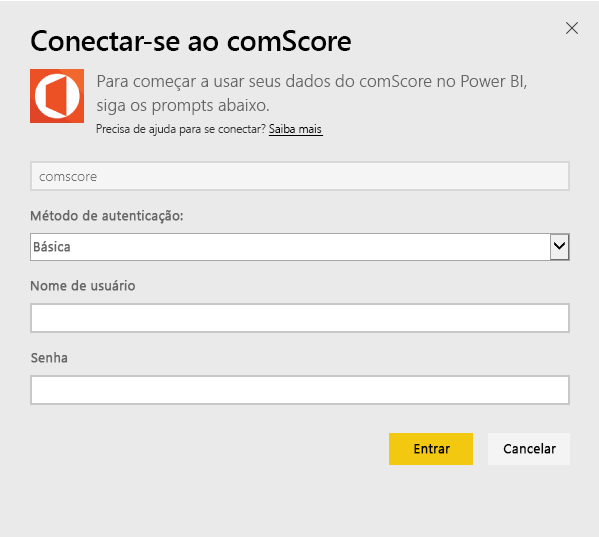 Conectar-se ao comScore
Para começar a usar seus dados do comScore no Power BI,
siga os prompts abaixo.
Precisa de ajuda para se conectar? Saiba mais
comscore
Método de autenticação:
Básica
Nome de usuário
Senha
Entrar
Cancelar